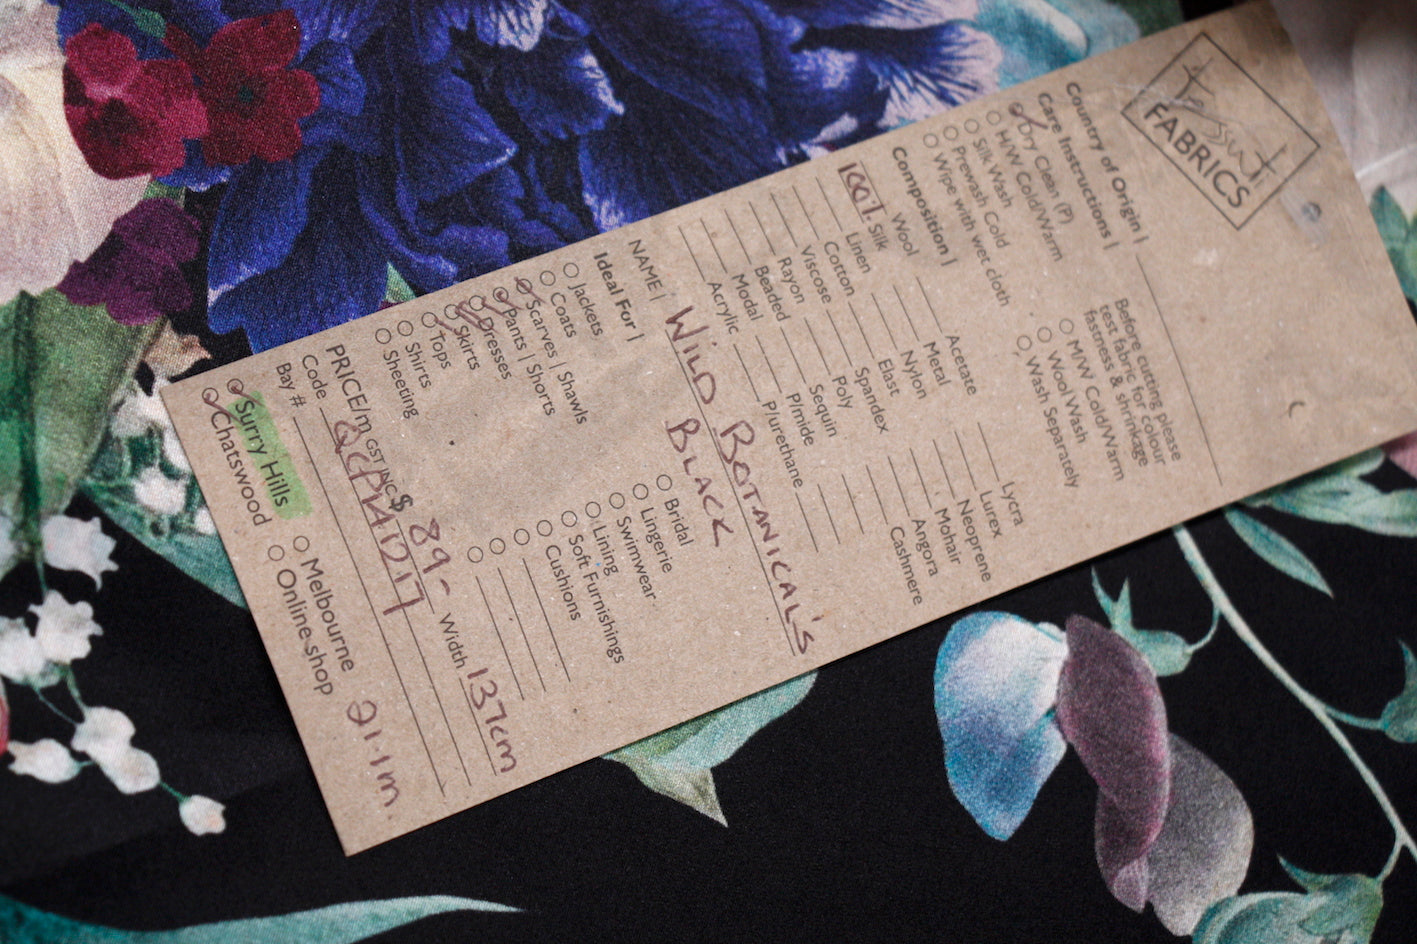 Tessuti
FABRICS
Country of Origin |
Care Instructions |
Dry Clean (P)
H/W Cold/Warm
Silk Wash
Prewash Cold
Wipe with wet cloth
Before cutting please
test fabric for colour
fastness & shrinkage
M/W Cold/Warm
Wool Wash
Wash Separately
Composition |
Wool
100% Silk
Linen
Cotton
Viscose
Rayon
Beaded
Modal
Acrylic
Acetate
Metal
Nylon
Elast
Spandex
Poly
Sequin
P/mide
P/urethane
Lycra
Lurex
Neoprene
Mohair
Angora
Cashmere
NAME | WILD BOTANICAL'S
BLACK
Ideal For |
Jackets
Coats
Scarves | Shawls
Pants | Shorts
Dresses
Skirts
Tops
Shirts
Sheeting
Bridal
Lingerie
Swimwear
Lining
Soft Furnishings
Cushions
PRICE/m GST INC $ 89- Width 137cm
Code
Bay #
Surry Hills
Chatswood
Melbourne
Online shop